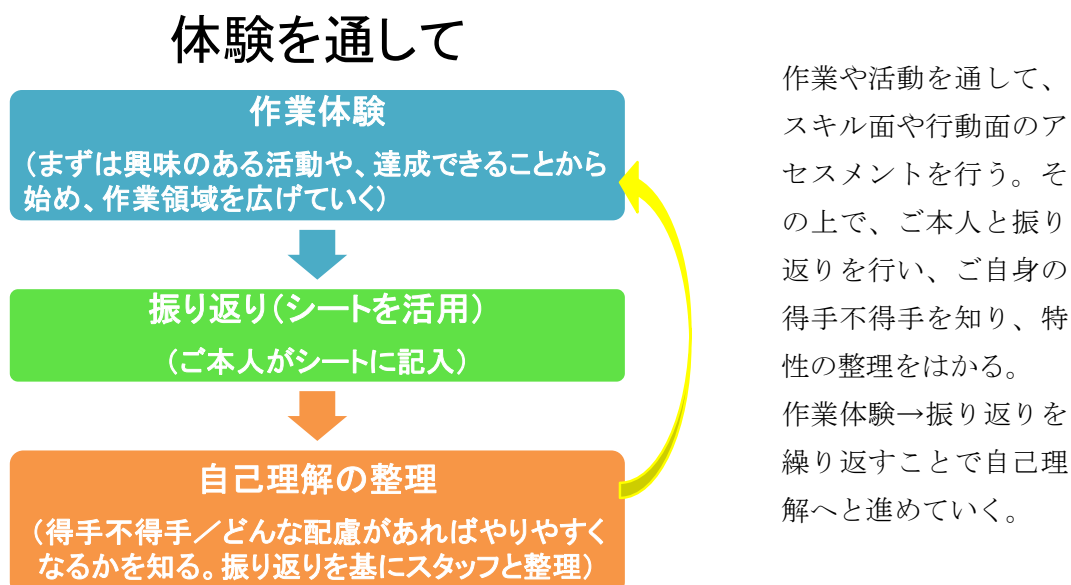 体験を通して
作業体験
（まずは興味のある活動や、達成できることから
始め、作業領域を広げていく）
振り返り（シートを活用）
（ご本人がシートに記入）
自己理解の整理
（得手不得手／どんな配慮があればやりやすく
なるかを知る。振り返りを基にスタッフと整理）
作業や活動を通して、
スキル面や行動面のア
セスメントを行う。そ
の上で、ご本人と振り
返りを行い、ご自身の
得手不得手を知り、特
性の整理をはかる。
作業体験→振り返りを
繰り返すことで自己理
解へと進めていく。